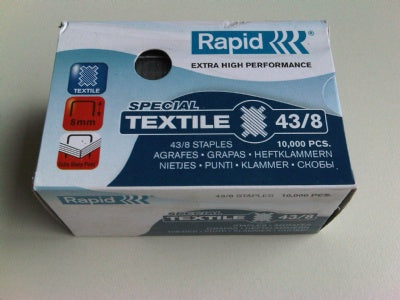 Rapid
EXTRA HIGH PERFORMANCE
TEXTILE
8mm
SPECIAL
TEXTILE 43/8
43/8 STAPLES 10,000 PCS.
AGRAFES • GRAPAS • HEFTKLAMMERN
NIETJES • PUNTI • KLAMMER • СКОБЫ
Rapid
43/8 STAPLES 10,000 PCS.
SPECIAL
TEXTILE 43/8